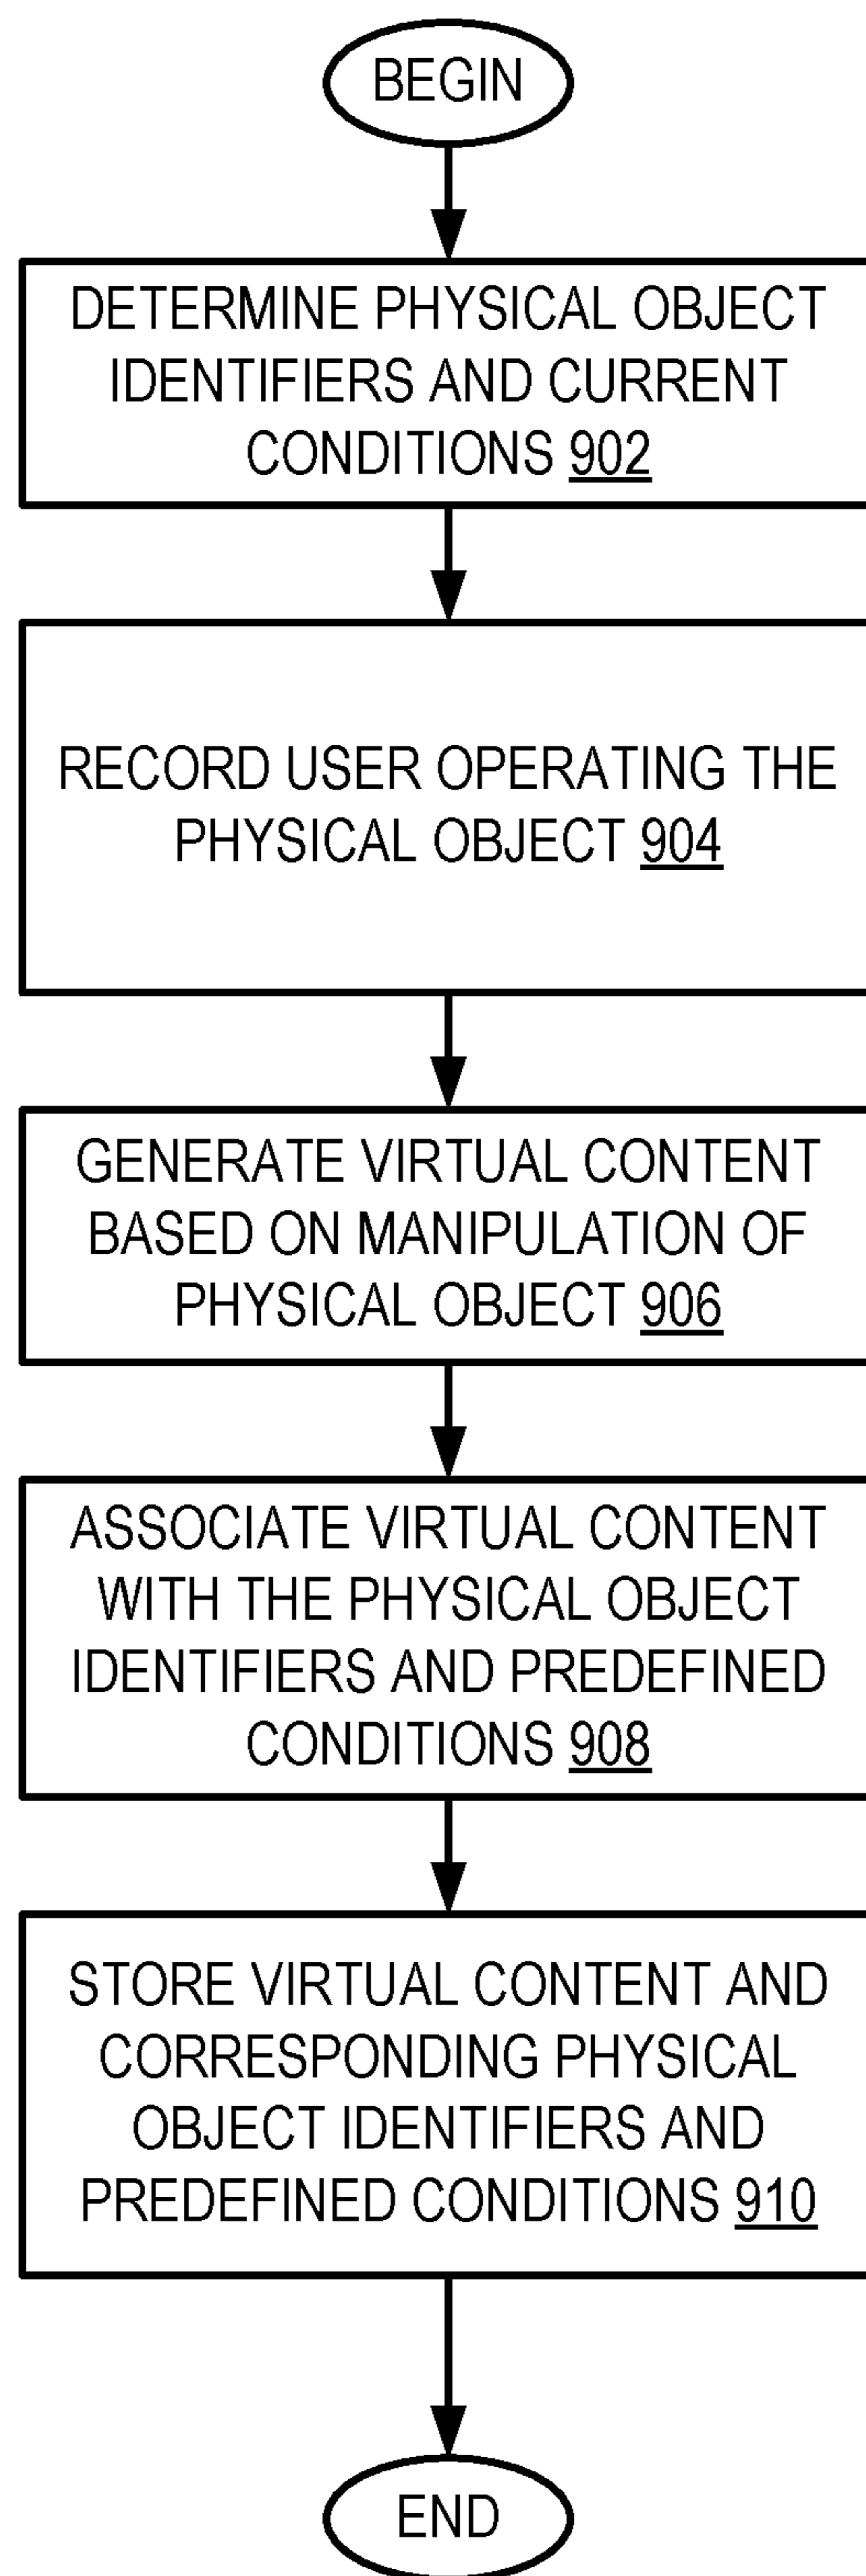 BEGIN
DETERMINE PHYSICAL OBJECT
IDENTIFIERS AND CURRENT
CONDITIONS 902
RECORD USER OPERATING THE
PHYSICAL OBJECT 904
GENERATE VIRTUAL CONTENT
BASED ON MANIPULATION OF
PHYSICAL OBJECT 906
ASSOCIATE VIRTUAL CONTENT
WITH THE PHYSICAL OBJECT
IDENTIFIERS AND PREDEFINED
CONDITIONS 908
STORE VIRTUAL CONTENT AND
CORRESPONDING PHYSICAL
OBJECT IDENTIFIERS AND
PREDEFINED CONDITIONS 910
END